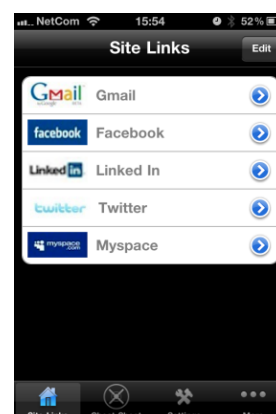 NetCom 15:54 52%
Site Links Edit
Gmail Gmail
facebook Facebook
Linked in Linked In
twitter Twitter
myspace.com Myspace